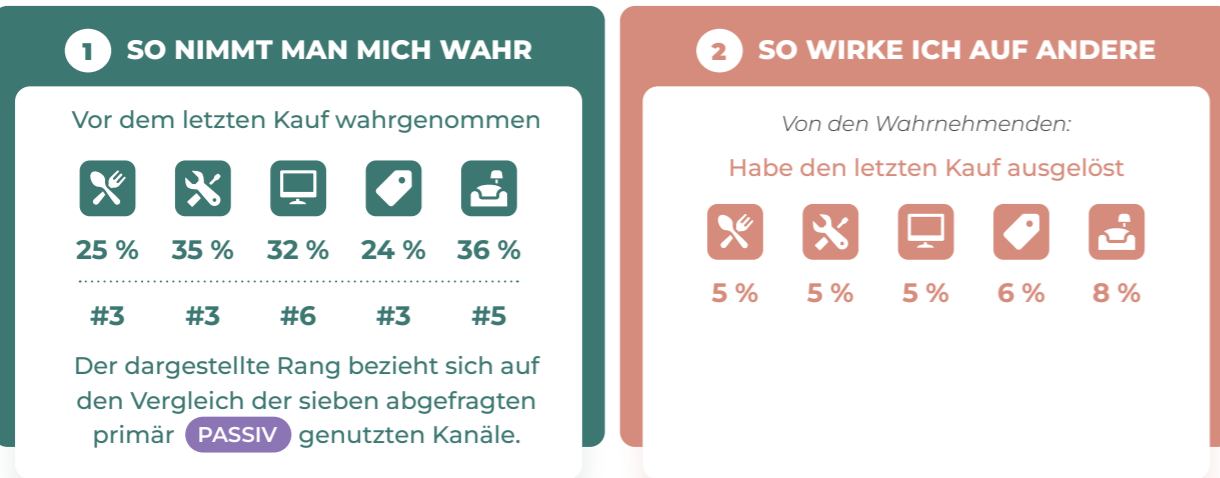 1 SO NIMMT MAN MICH WAHR
Vor dem letzten Kauf wahrgenommen
25 % 35 % 32 % 24 % 36 %
#3 #3 #6 #3 #5
Der dargestellte Rang bezieht sich auf
den Vergleich der sieben abgefragten
primär PASSIV genutzten Kanäle.
2 SO WIRKE ICH AUF ANDERE
Von den Wahrnehmenden:
Habe den letzten Kauf ausgelöst
5 % 5 % 5 % 6 % 8 %